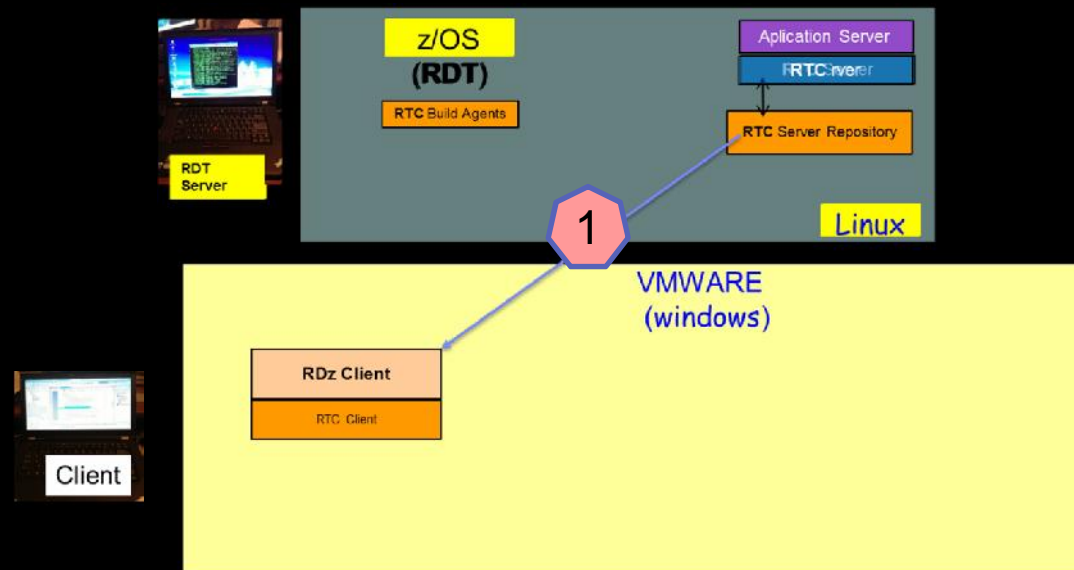 z/OS
(RDT)
RTC Build Agents
Aplication Server
RTC
RTC Server Repository
Linux
RDT
Server
1
VMWARE
(windows)
RDz Client
RTC Client
Client